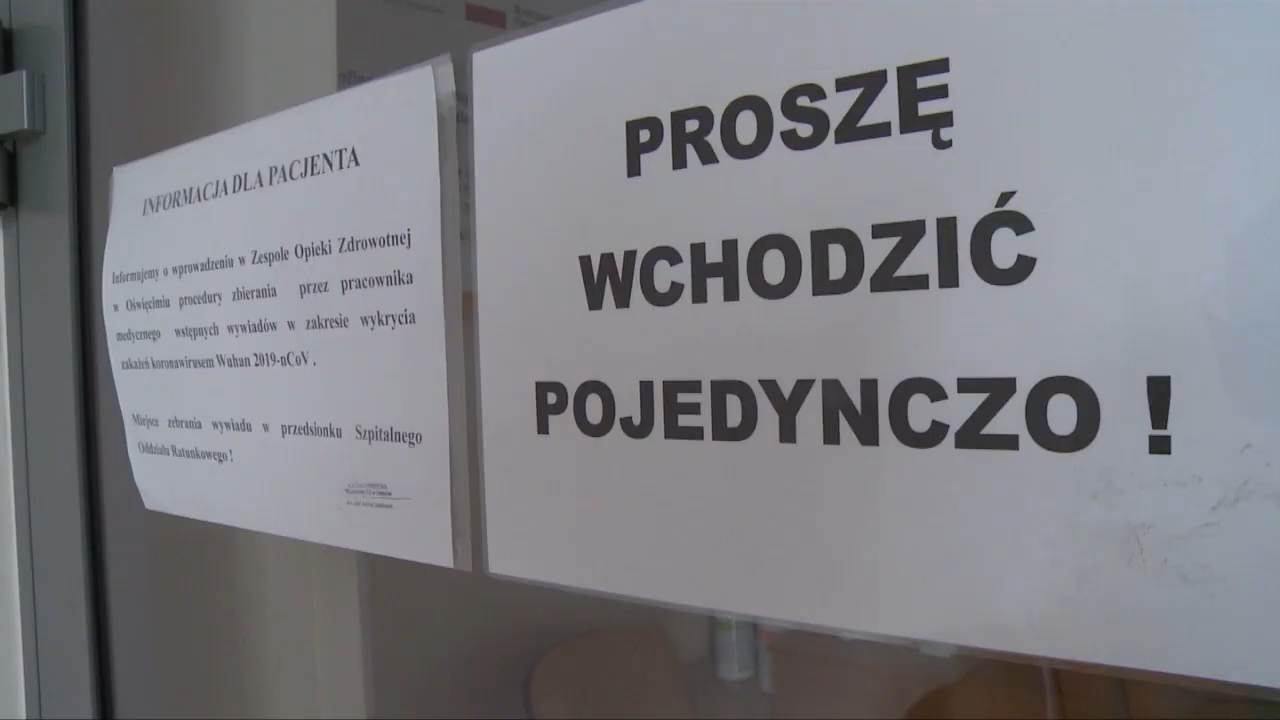 INFORMACJA DLA PACJENTA
Informujemy o wprowadzeniu w Zespole Opieki Zdrowotnej
w Oświęcimiu procedury zbierania przez pracownika
medycznego wstępnych wywiadów w zakresie wykrycia
zakażeń koronawirusem Wuhan 2019-nCoV .
Miejsce zebrania wywiadu w przedsionku Szpitalnego
Oddziału Ratunkowego !
PROSZĘ
WCHODZIĆ
POJEDYNCZO !